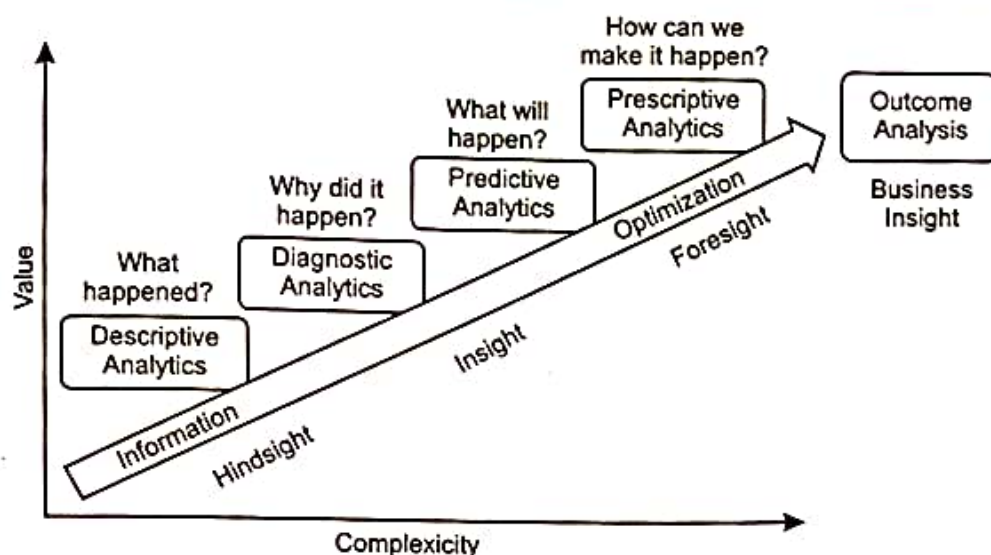 How can we
make it happen?
Prescriptive
Analytics
Outcome
Analysis
Business
Insight
What will
happen?
Predictive
Analytics
Optimization
Foresight
Why did it
happen?
Diagnostic
Analytics
Insight
What
happened?
Descriptive
Analytics
Information
Hindsight
Value
Complexicity